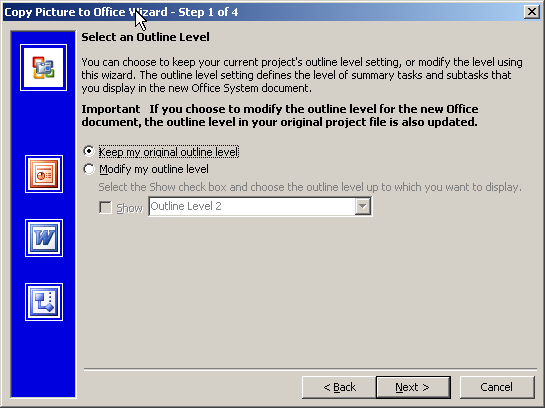 Copy Picture to Office Wizard - Step 1 of 4
Select an Outline Level
You can choose to keep your current project's outline level setting, or modify the level using
this wizard. The outline level setting defines the level of summary tasks and subtasks that
you display in the new Office System document.
Important   If you choose to modify the outline level for the new Office
document, the outline level in your original project file is also updated.
Keep my original outline level
Modify my outline level
Select the Show check box and choose the outline level up to which you want to display.
Show Outline Level 2
< Back Next > Cancel